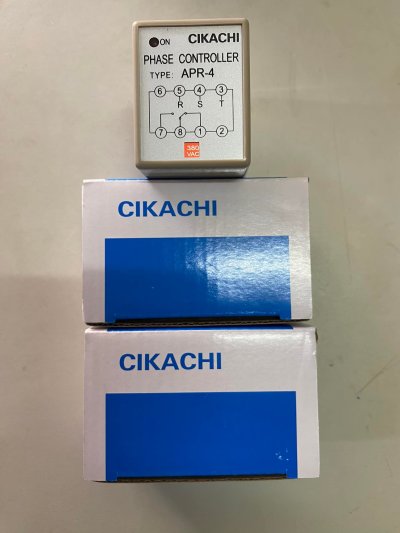 ON CIKACHI
PHASE CONTROLLER
TYPE: APR-4
6 5 4 3
R S T
7 8 1 2
380
VAC
CIKACHI
CIKACHI